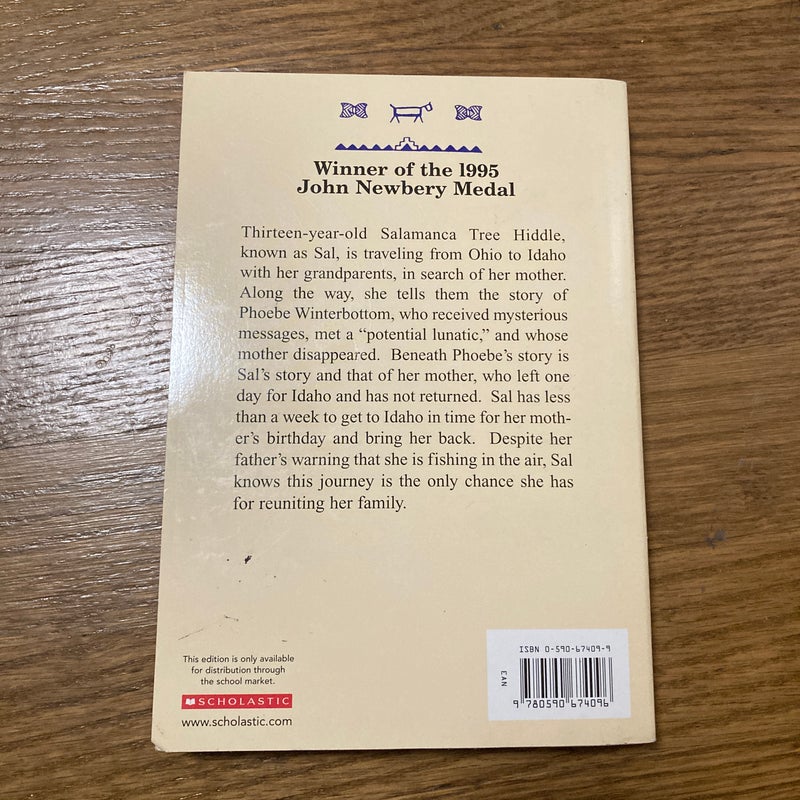 Winner of the 1995
John Newbery Medal
Thirteen-year-old Salamanca Tree Hiddle,
known as Sal, is traveling from Ohio to Idaho
with her grandparents, in search of her mother.
Along the way, she tells them the story of
Phoebe Winterbottom, who received mysterious
messages, met a “potential lunatic,” and whose
mother disappeared. Beneath Phoebe’s story is
Sal’s story and that of her mother, who left one
day for Idaho and has not returned. Sal has less
than a week to get to Idaho in time for her moth-
er’s birthday and bring her back. Despite her
father’s warning that she is fishing in the air, Sal
knows this journey is the only chance she has
for reuniting her family.
This edition is only available
for distribution through
the school market.
SCHOLASTIC
www.scholastic.com
ISBN 0-590-67409-9
EAN
9 780590 674096